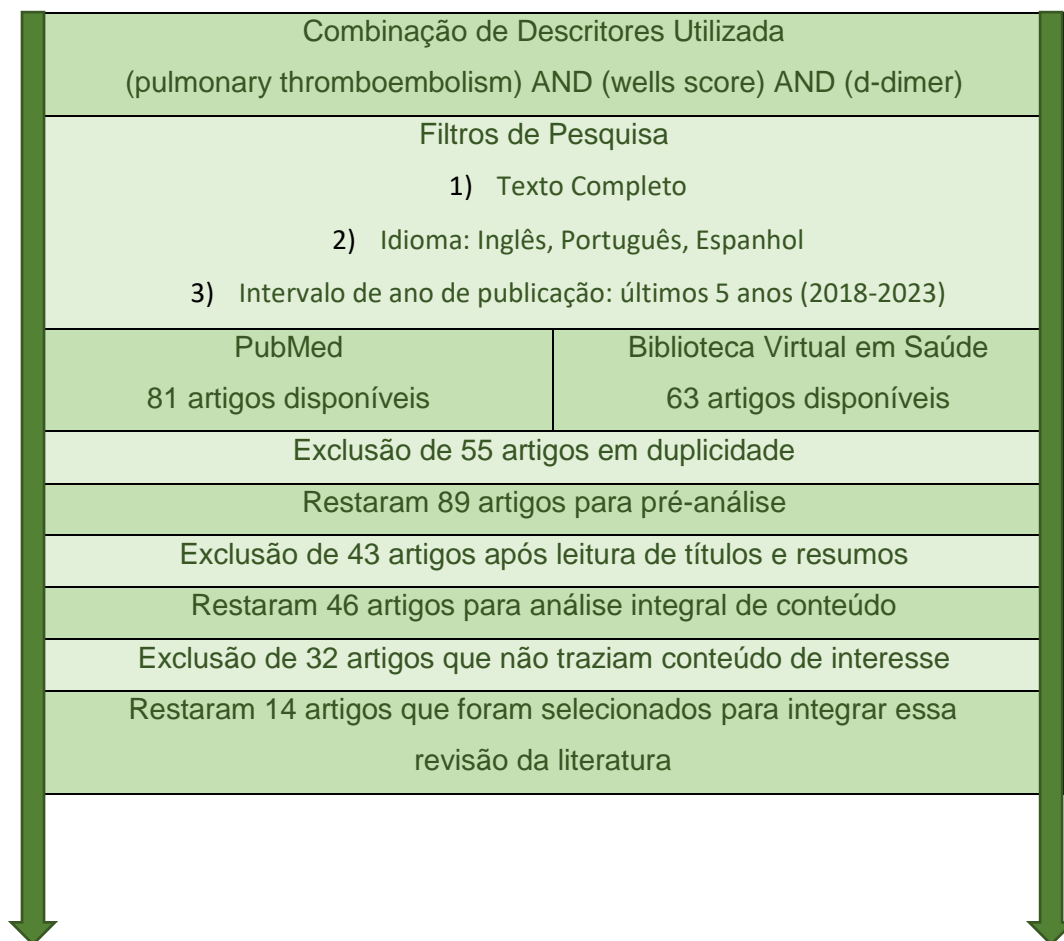 Combinação de Descritores Utilizada
(pulmonary thromboembolism) AND (wells score) AND (d-dimer)
Filtros de Pesquisa
1) Texto Completo
2) Idioma: Inglês, Português, Espanhol
3) Intervalo de ano de publicação: últimos 5 anos (2018-2023)
PubMed
81 artigos disponíveis
Biblioteca Virtual em Saúde
63 artigos disponíveis
Exclusão de 55 artigos em duplicidade
Restaram 89 artigos para pré-análise
Exclusão de 43 artigos após leitura de títulos e resumos
Restaram 46 artigos para análise integral de conteúdo
Exclusão de 32 artigos que não traziam conteúdo de interesse
Restaram 14 artigos que foram selecionados para integrar essa
revisão da literatura